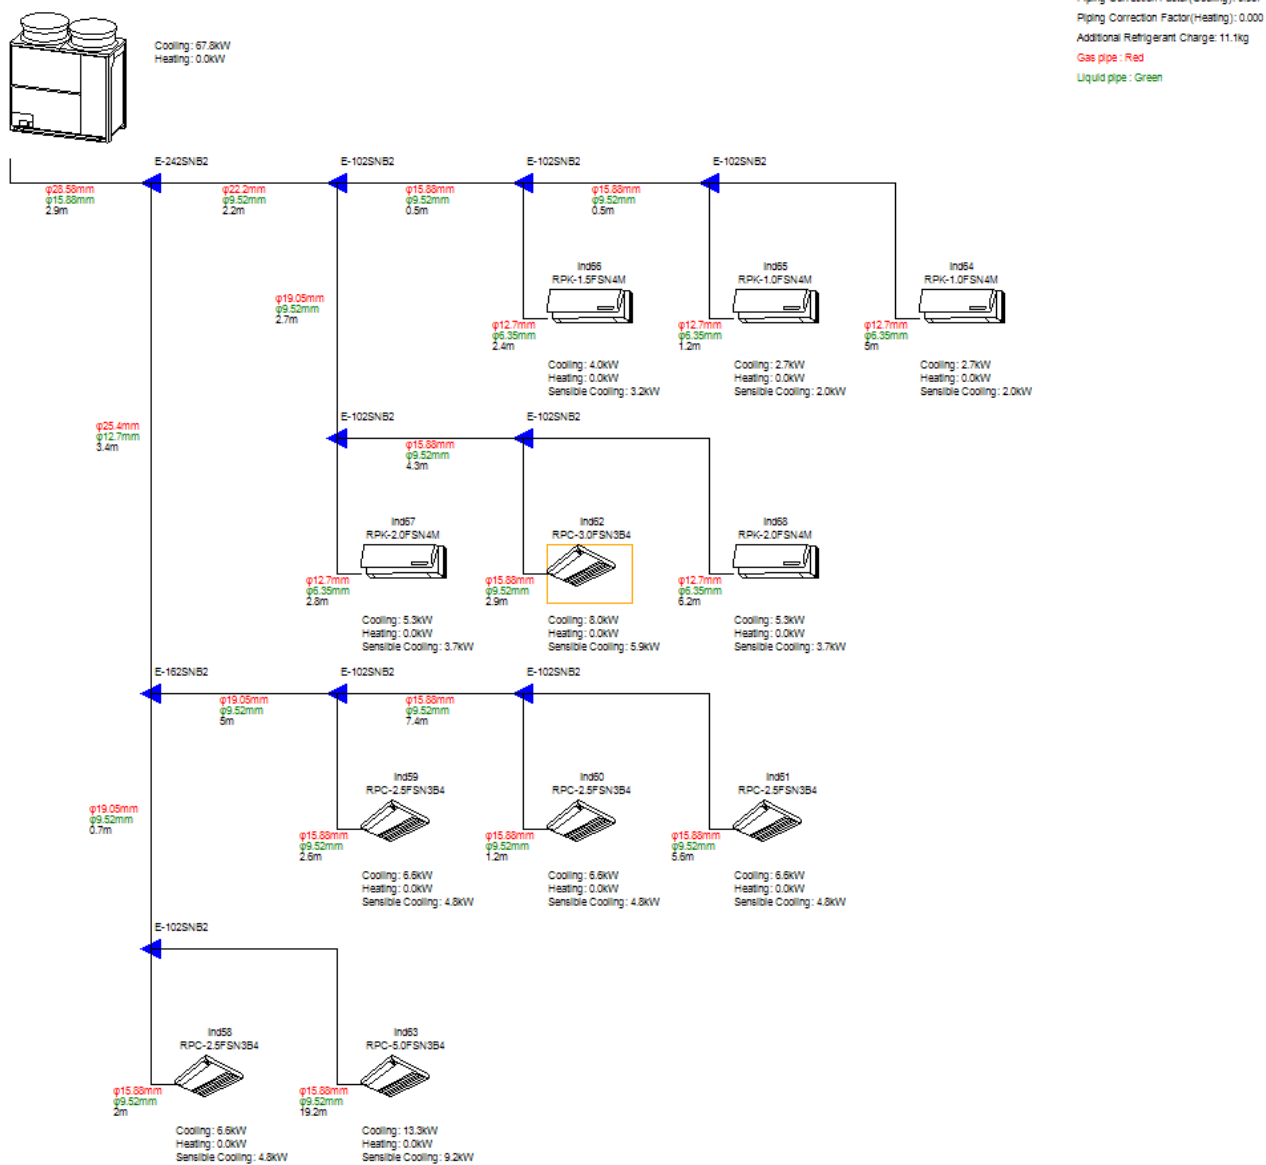 Piping Correction Factor(Heating): 0.000
Additional Refrigerant Charge: 11.1kg
Gas pipe : Red
Liquid pipe : Green
Cooling: 67.8kW
Heating: 0.0kW
E-242SNB2
E-102SNB2
E-102SNB2
E-102SNB2
φ28.58mm
φ15.88mm
2.9m
φ22.2mm
φ9.52mm
2.2m
φ15.88mm
φ9.52mm
0.5m
φ15.88mm
φ9.52mm
0.5m
Ind66
RPK-1.5FSN4M
Ind65
RPK-1.0FSN4M
Ind64
RPK-1.0FSN4M
φ19.05mm
φ9.52mm
2.7m
φ12.7mm
φ6.35mm
2.4m
φ12.7mm
φ6.35mm
1.2m
φ12.7mm
φ6.35mm
5m
Cooling: 4.0kW
Heating: 0.0kW
Sensible Cooling: 3.2kW
Cooling: 2.7kW
Heating: 0.0kW
Sensible Cooling: 2.0kW
Cooling: 2.7kW
Heating: 0.0kW
Sensible Cooling: 2.0kW
E-102SNB2
E-102SNB2
φ25.4mm
φ12.7mm
3.4m
φ15.88mm
φ9.52mm
4.3m
Ind67
RPK-2.0FSN4M
Ind62
RPC-3.0FSN3B4
Ind68
RPK-2.0FSN4M
φ12.7mm
φ6.35mm
2.8m
φ15.88mm
φ9.52mm
2.9m
φ12.7mm
φ6.35mm
6.2m
Cooling: 5.3kW
Heating: 0.0kW
Sensible Cooling: 3.7kW
Cooling: 8.0kW
Heating: 0.0kW
Sensible Cooling: 5.9kW
Cooling: 5.3kW
Heating: 0.0kW
Sensible Cooling: 3.7kW
E-162SNB2
E-102SNB2
E-102SNB2
φ19.05mm
φ9.52mm
5m
φ15.88mm
φ9.52mm
7.4m
Ind59
RPC-2.5FSN3B4
Ind60
RPC-2.5FSN3B4
Ind61
RPC-2.5FSN3B4
φ19.05mm
φ9.52mm
0.7m
φ15.88mm
φ9.52mm
2.6m
φ15.88mm
φ9.52mm
1.2m
φ15.88mm
φ9.52mm
5.6m
Cooling: 6.6kW
Heating: 0.0kW
Sensible Cooling: 4.8kW
Cooling: 6.6kW
Heating: 0.0kW
Sensible Cooling: 4.8kW
Cooling: 6.6kW
Heating: 0.0kW
Sensible Cooling: 4.8kW
E-102SNB2
Ind58
RPC-2.5FSN3B4
Ind63
RPC-5.0FSN3B4
φ15.88mm
φ9.52mm
2m
φ15.88mm
φ9.52mm
19.2m
Cooling: 6.6kW
Heating: 0.0kW
Sensible Cooling: 4.8kW
Cooling: 13.3kW
Heating: 0.0kW
Sensible Cooling: 9.2kW